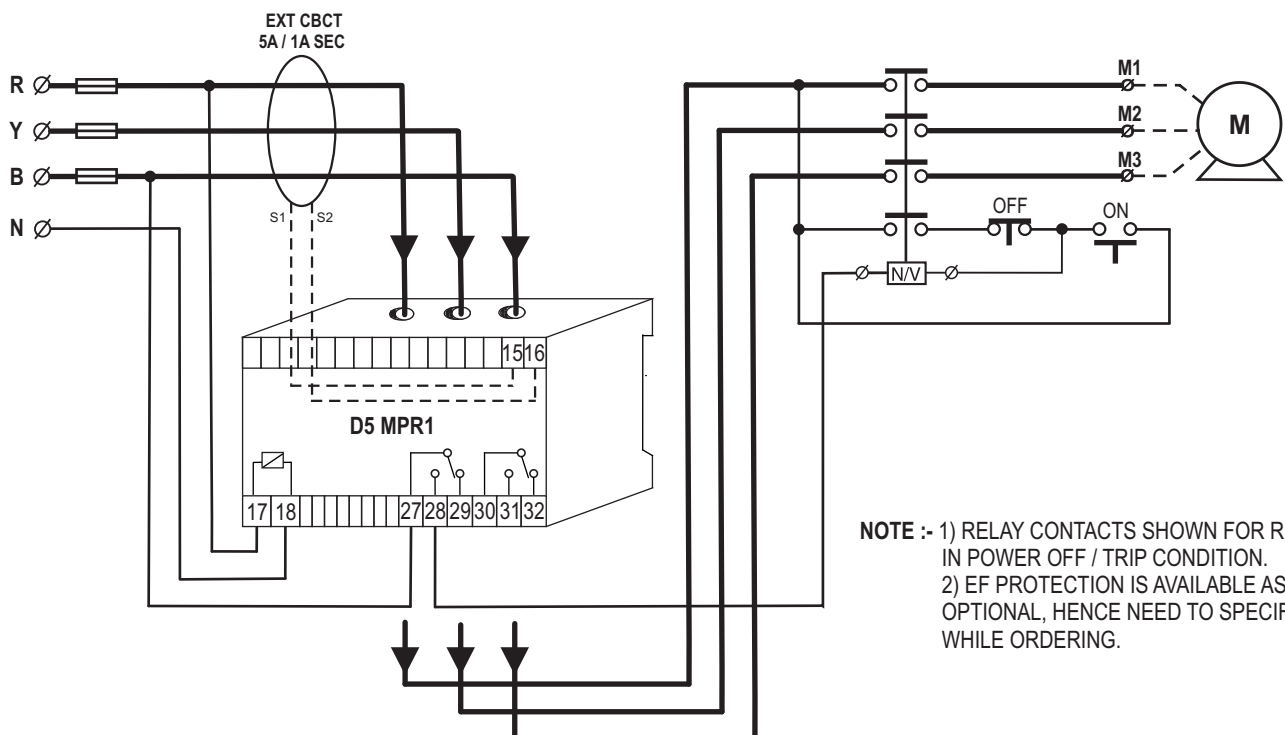 EXT CBCT
5A / 1A SEC
R
Y
B
N
S1 S2
M1
M2
M3
M
OFF
ON
N/V
15 16
D5 MPR1
17 18 27 28 29 30 31 32
NOTE :- 1) RELAY CONTACTS SHOWN FOR R
IN POWER OFF / TRIP CONDITION.
2) EF PROTECTION IS AVAILABLE AS
OPTIONAL, HENCE NEED TO SPECIF
WHILE ORDERING.